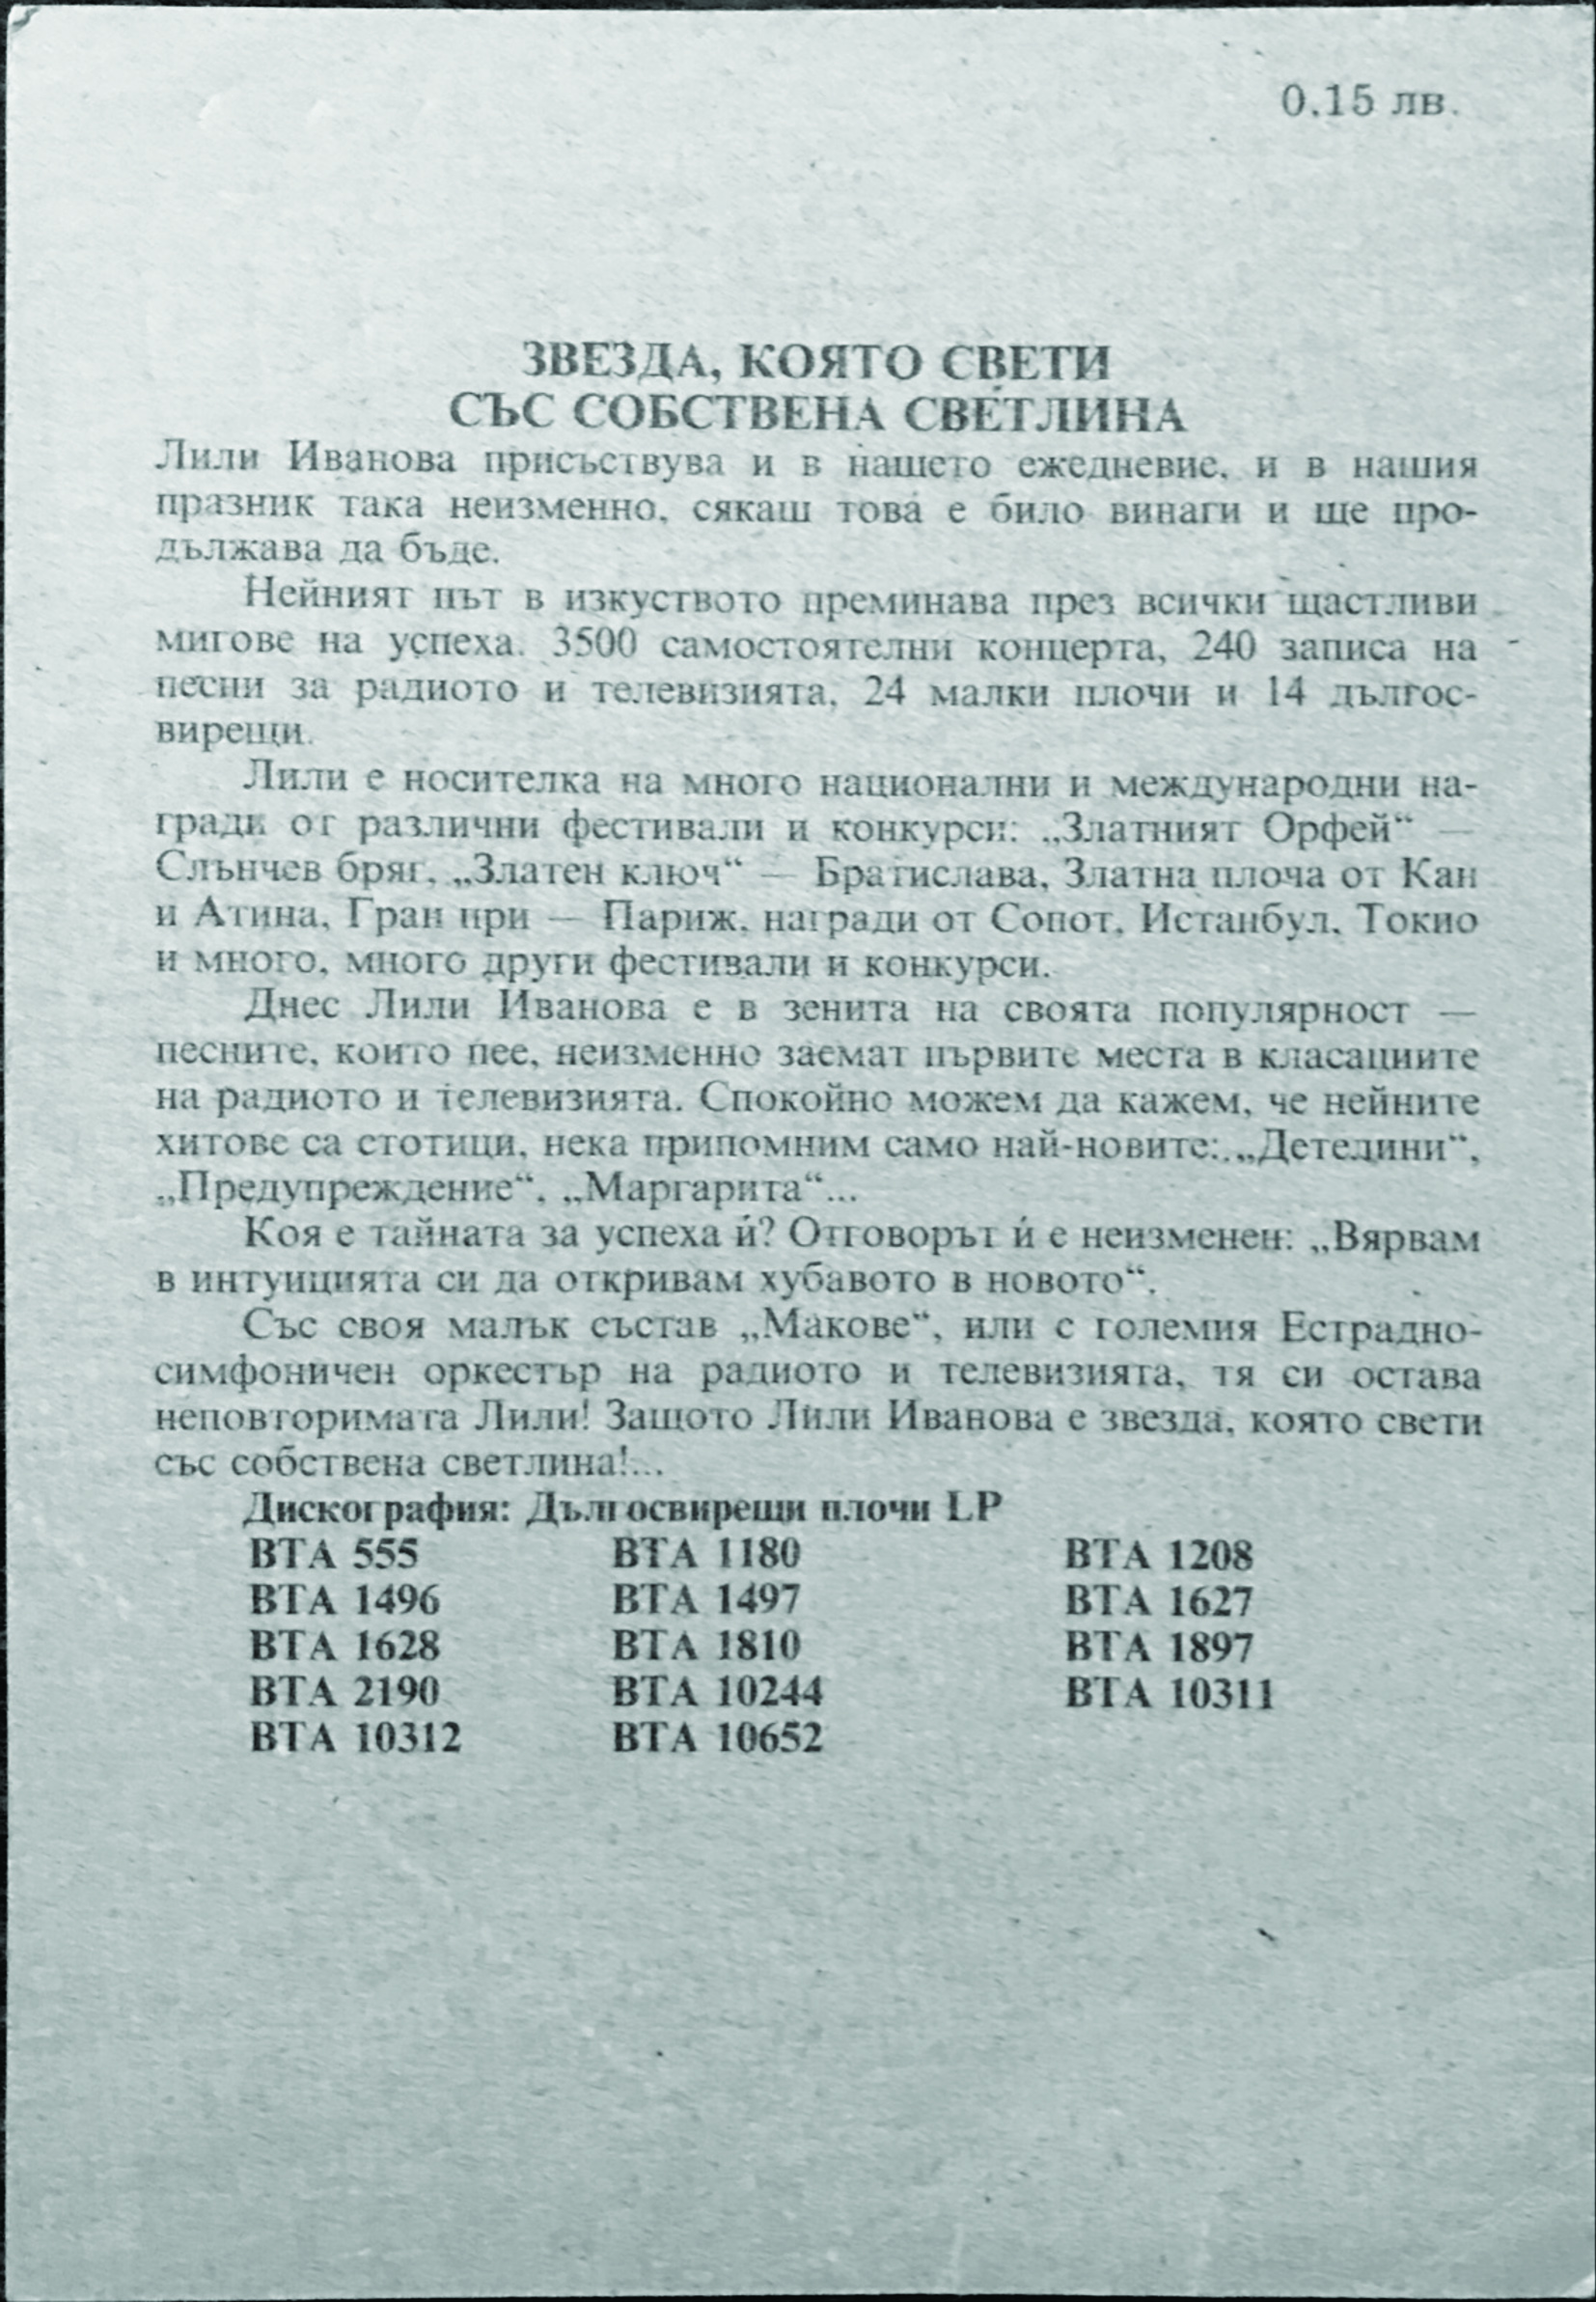 0.15 лв.
ЗВЕЗДА, КОЯТО СВЕТИ
СЪС СОБСТВЕНА СВЕТЛИНА
Лили Иванова присъствува и в нашето ежедневие, и в нашия
празник така неизменно, сякаш това е било винаги и ще про-
дължава да бъде.
Нейният път в изкуството преминава през всички щастливи
мигове на успеха. 3500 самостоятелни концерта, 240 записа на
песни за радиото и телевизията, 24 малки плочи и 14 дългос-
вирещи.
Лили е носителка на много национални и международни на-
гради от различни фестивали и конкурси: „Златният Орфей“ —
Слънчев бряг, „Златен ключ“ — Братислава, Златна плоча от Кан
и Атина, Гран при — Париж, награди от Сопот, Истанбул, Токио
и много, много други фестивали и конкурси.
Днес Лили Иванова е в зенита на своята популярност —
песните, които пее, неизменно заемат първите места в класациите
на радиото и телевизията. Спокойно можем да кажем, че нейните
хитове са стотици, нека припомним само най-новите: „Детелини“,
„Предупреждение“, „Маргарита“...
Коя е тайната за успеха ѝ? Отговорът ѝ е неизменен: „Вярвам
в интуицията си да откривам хубавото в новото“.
Със своя малък състав „Макове“, или с големия Естрадно-
симфоничен оркестър на радиото и телевизията, тя си остава
неповторимата Лили! Защото Лили Иванова е звезда, която свети
със собствена светлина!...
Дискография: Дългосвирещи плочи LP
ВТА 555 ВТА 1180 ВТА 1208
ВТА 1496 ВТА 1497 ВТА 1627
ВТА 1628 ВТА 1810 ВТА 1897
ВТА 2190 ВТА 10244 ВТА 10311
ВТА 10312 ВТА 10652